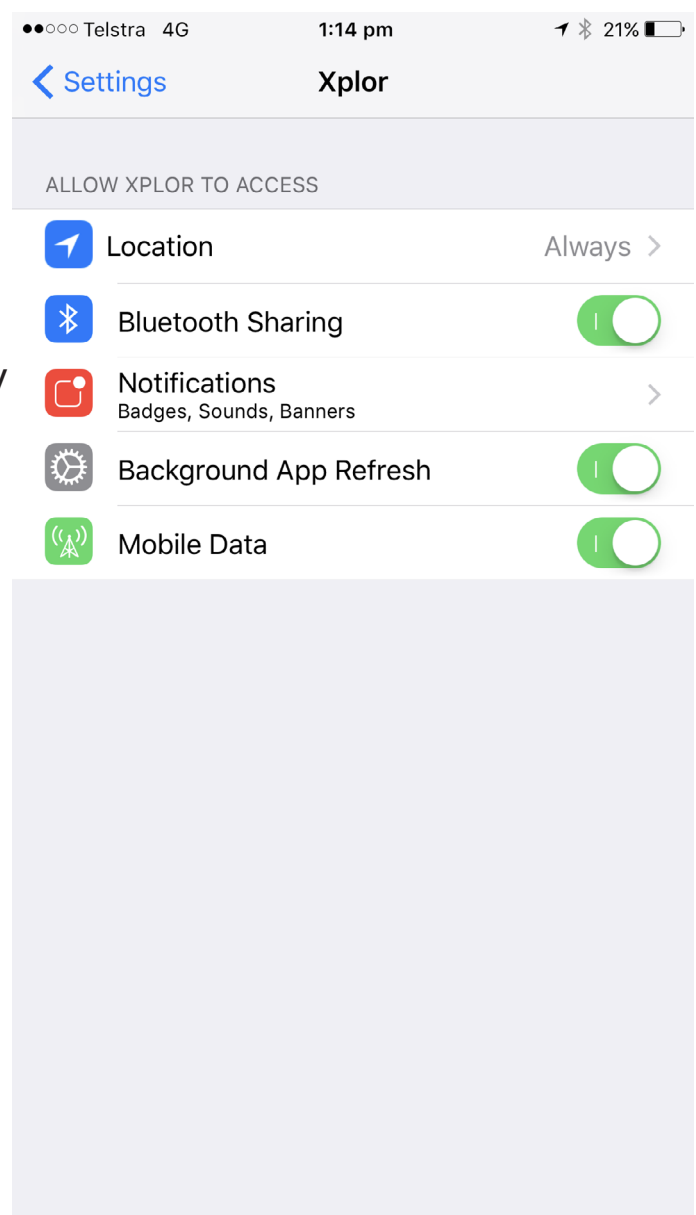 Telstra 4G 1:14 pm 21%
Settings Xplor
ALLOW XPLOR TO ACCESS
Location Always
Bluetooth Sharing
Notifications
Badges, Sounds, Banners
Background App Refresh
Mobile Data